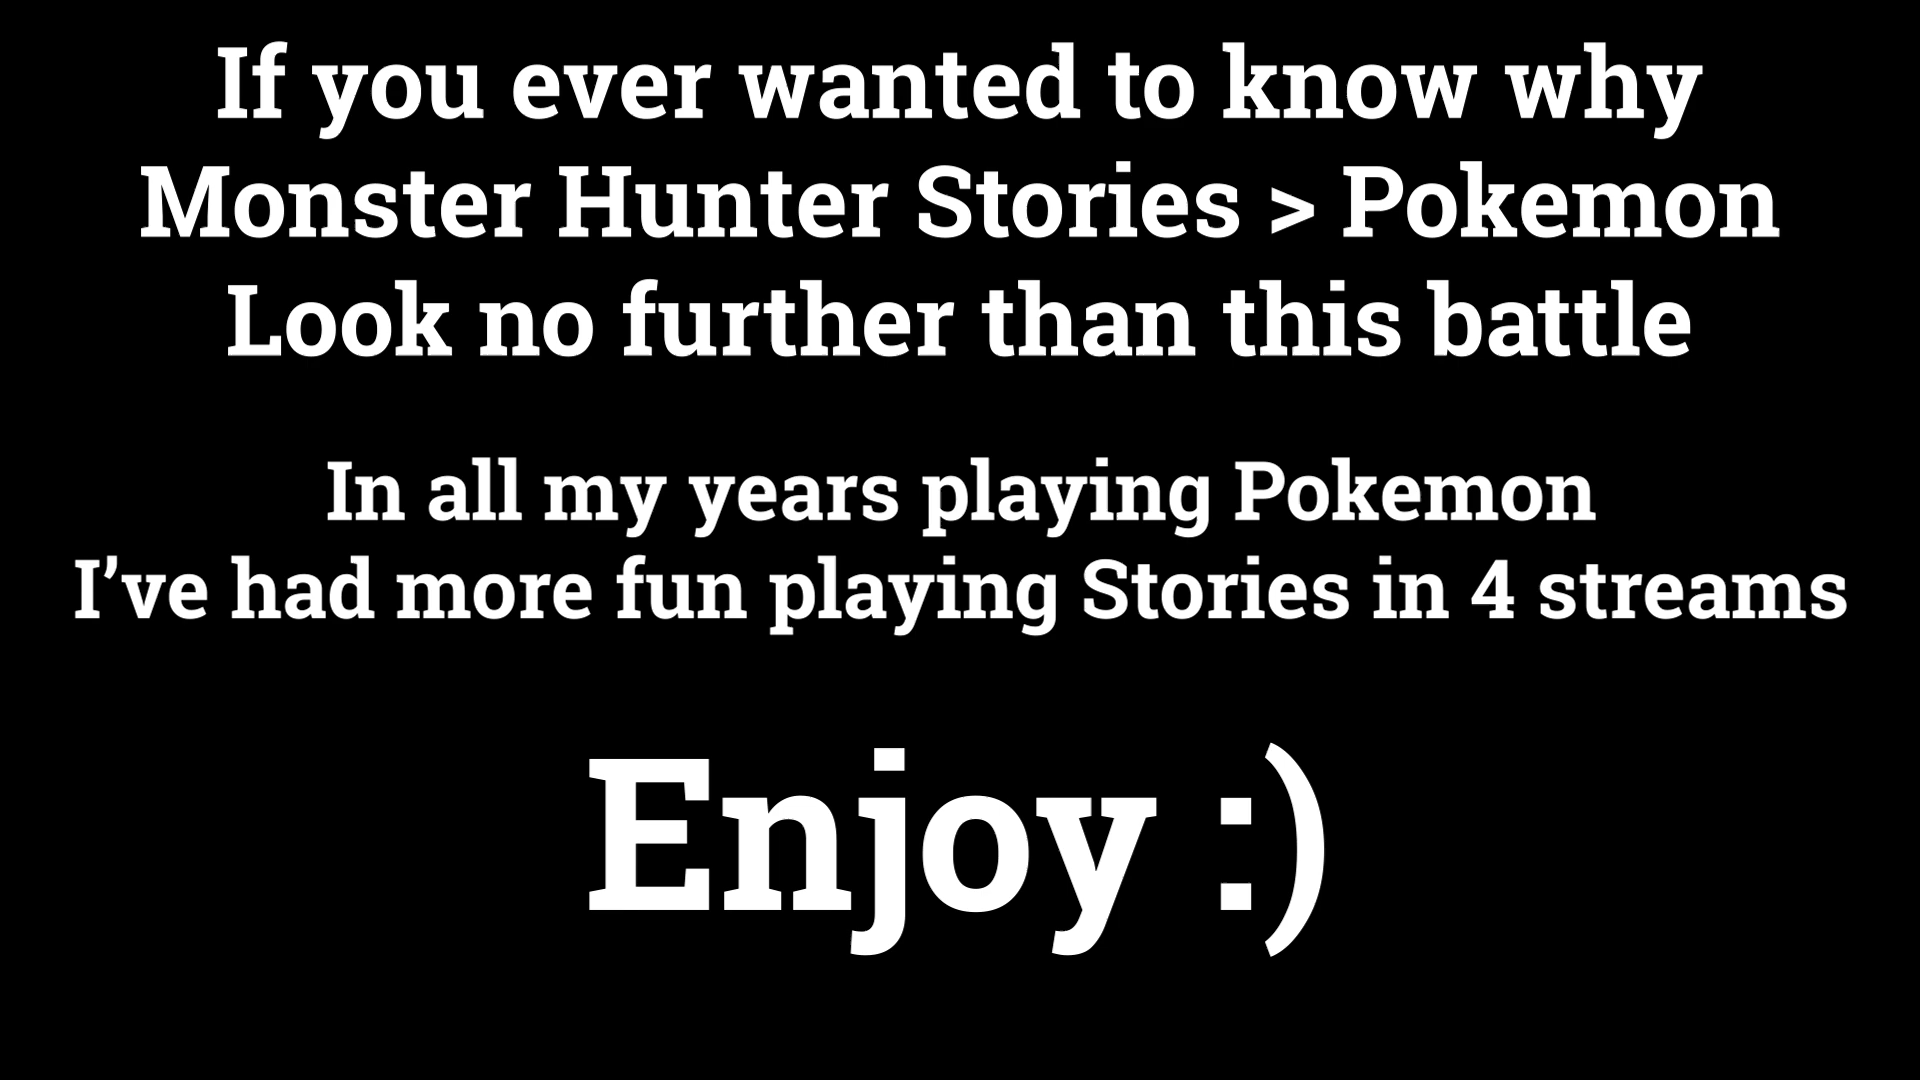 If you ever wanted to know why
Monster Hunter Stories > Pokemon
Look no further than this battle
In all my years playing Pokemon
I’ve had more fun playing Stories in 4 streams
Enjoy :)